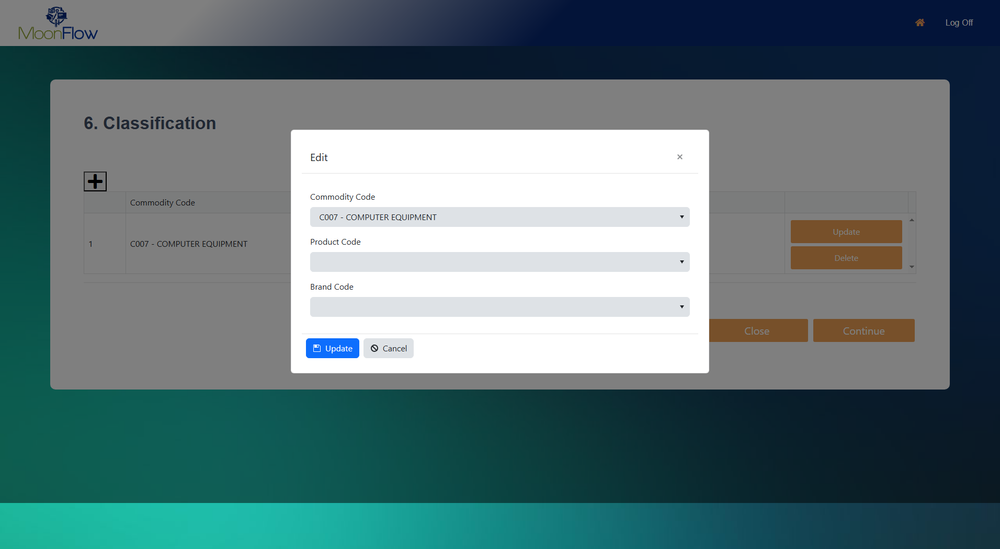 MoonFlow
Log Off
6. Classification
Edit
×
Commodity Code
C007 - COMPUTER EQUIPMENT
Product Code
Brand Code
Update
Cancel
Commodity Code
1
C007 - COMPUTER EQUIPMENT
Update
Delete
Close
Continue